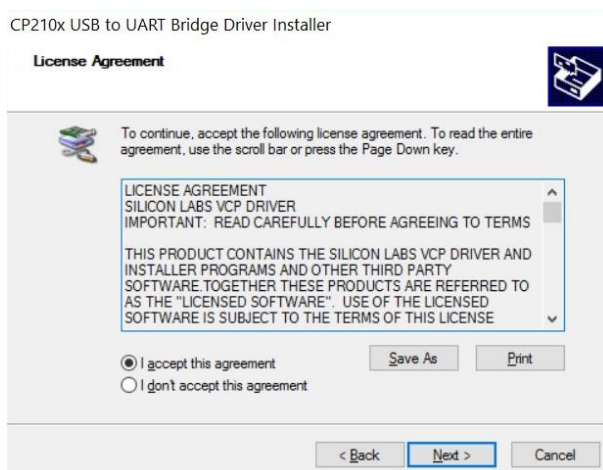 CP210x USB to UART Bridge Driver Installer
License Agreement
To continue, accept the following license agreement. To read the entire
agreement, use the scroll bar or press the Page Down key.
LICENSE AGREEMENT
SILICON LABS VCP DRIVER
IMPORTANT: READ CAREFULLY BEFORE AGREEING TO TERMS
THIS PRODUCT CONTAINS THE SILICON LABS VCP DRIVER AND
INSTALLER PROGRAMS AND OTHER THIRD PARTY
SOFTWARE.TOGETHER THESE PRODUCTS ARE REFERRED TO
AS THE "LICENSED SOFTWARE". USE OF THE LICENSED
SOFTWARE IS SUBJECT TO THE TERMS OF THIS LICENSE
I accept this agreement
Save As Print
I don't accept this agreement
< Back Next > Cancel